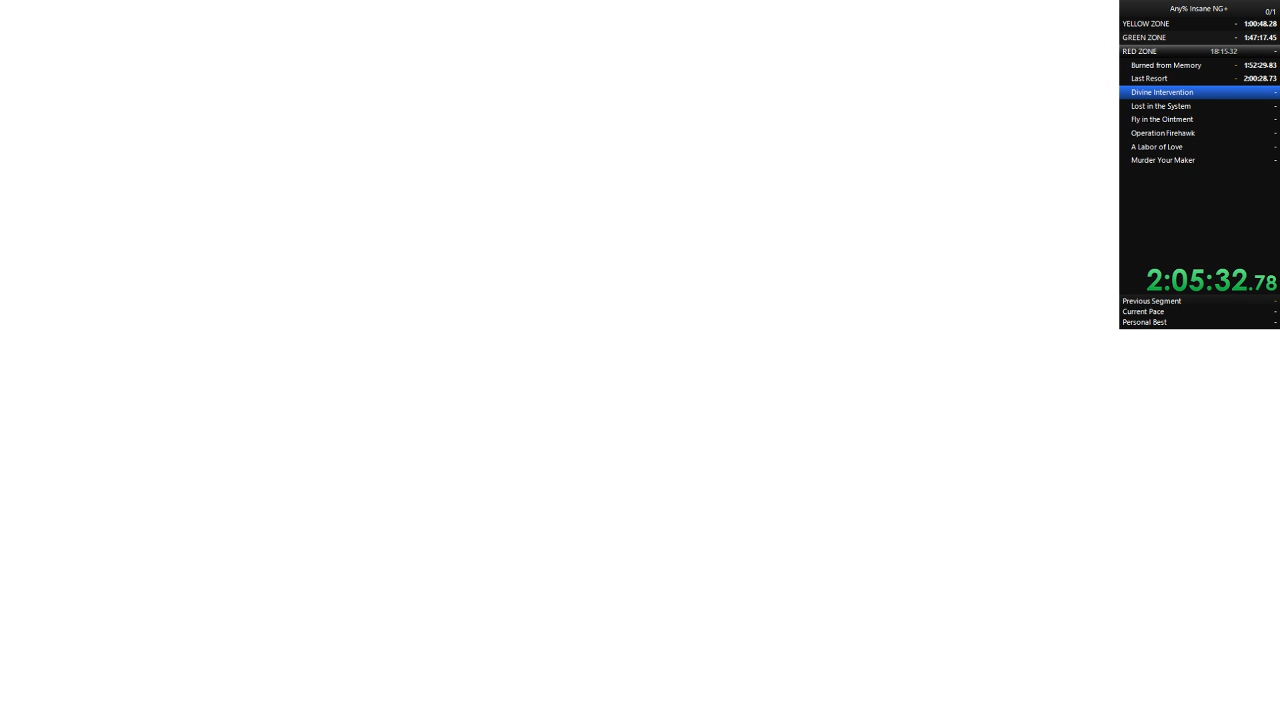 Any% Insane NG+
0/1
YELLOW ZONE - 1:00:48.28
GREEN ZONE - 1:47:17.45
RED ZONE 18:15.32 -
Burned from Memory - 1:52:29.83
Last Resort - 2:00:28.73
Divine Intervention -
Lost in the System -
Fly in the Ointment -
Operation Firehawk -
A Labor of Love -
Murder Your Maker -
2:05:32.78
Previous Segment -
Current Pace -
Personal Best -